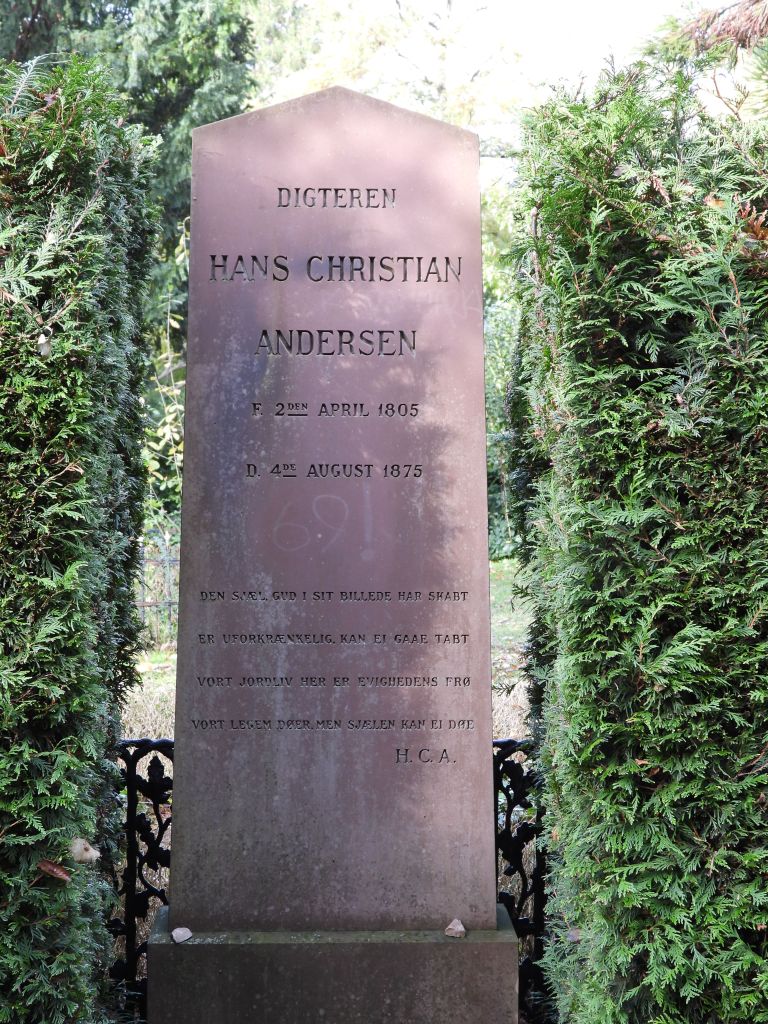 DIGTEREN
HANS CHRISTIAN
ANDERSEN
F. 2DEN APRIL 1805
D. 4DE AUGUST 1875
69!
DEN SJÆL, GUD I SIT BILLEDE HAR SKABT
ER UFORKRÆNKELIG, KAN EI GAAE TABT
VORT JORDLIV HER ER EVIGHEDENS FRØ
VORT LEGEM DØER, MEN SJÆLEN KAN EI DØE
H. C. A.